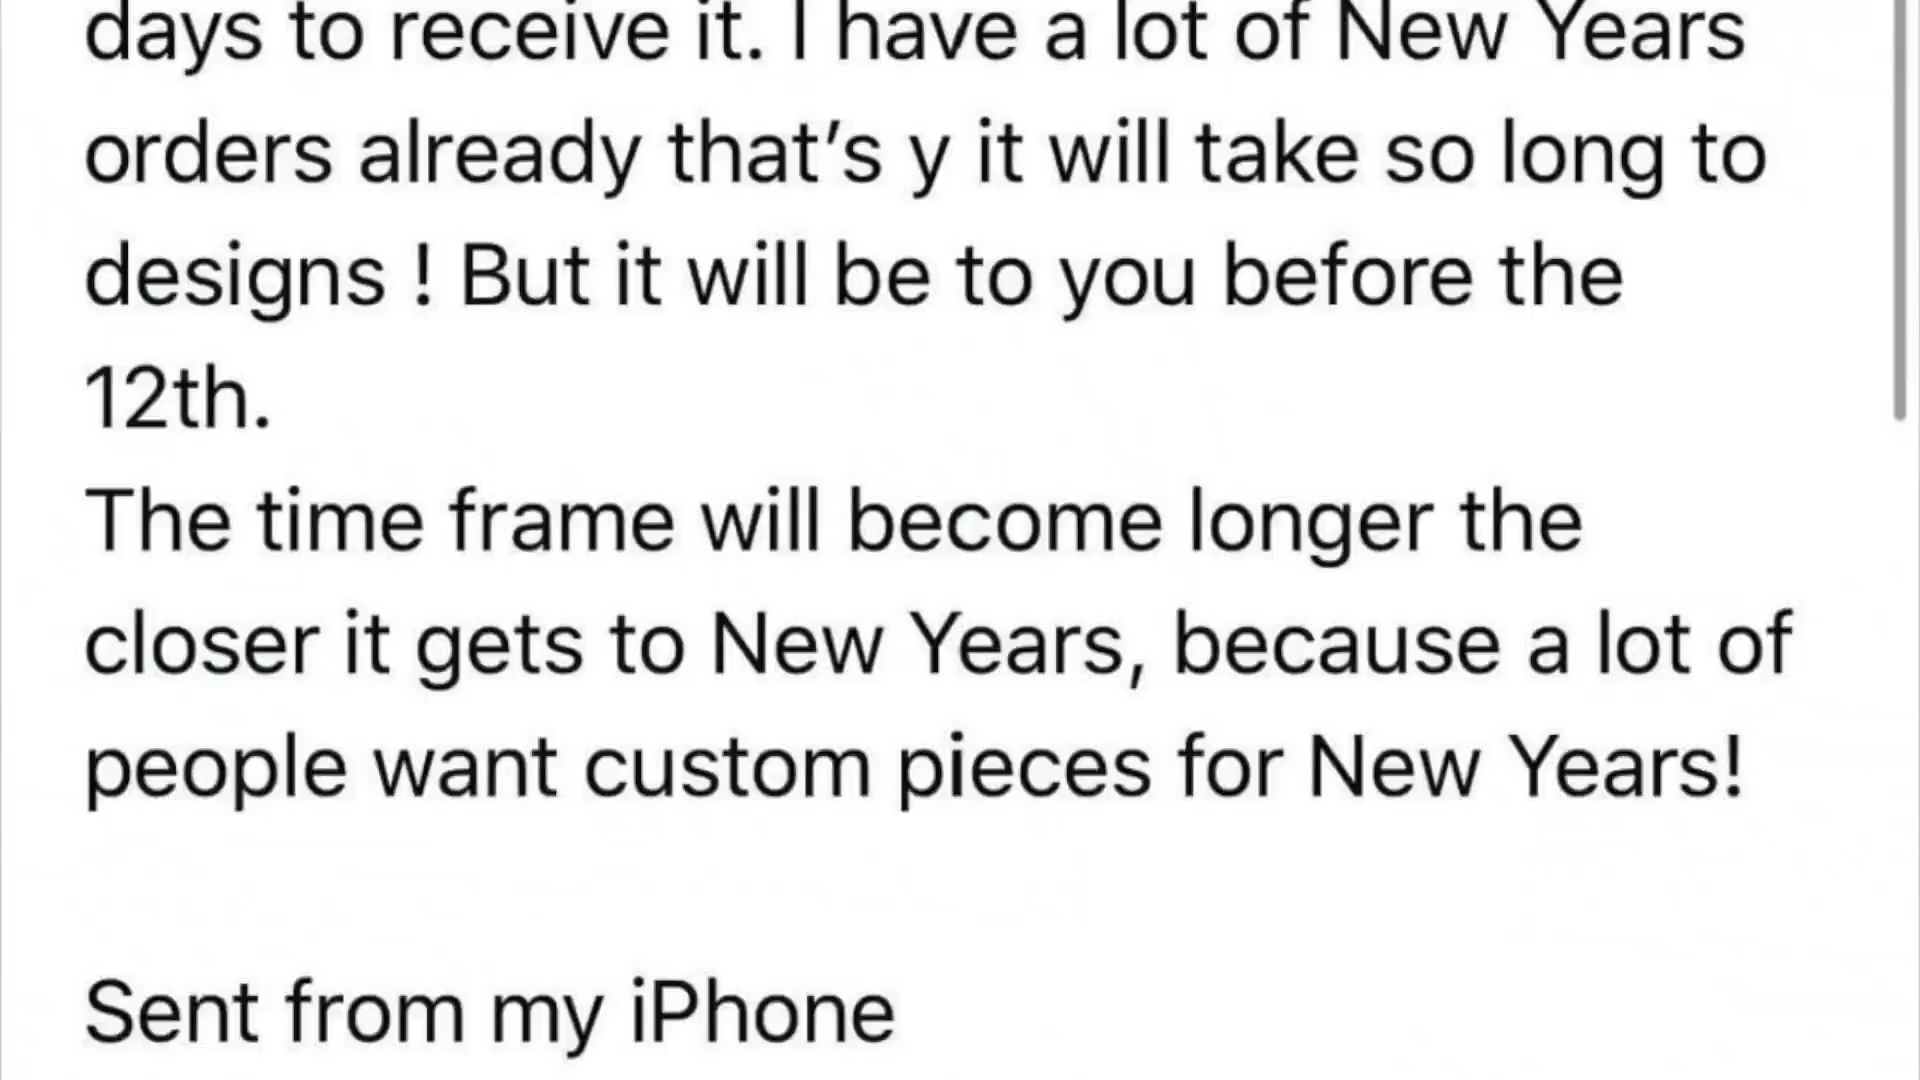 days to receive it. I have a lot of New Years
orders already that’s y it will take so long to
designs ! But it will be to you before the
12th.
The time frame will become longer the
closer it gets to New Years, because a lot of
people want custom pieces for New Years!
Sent from my iPhone